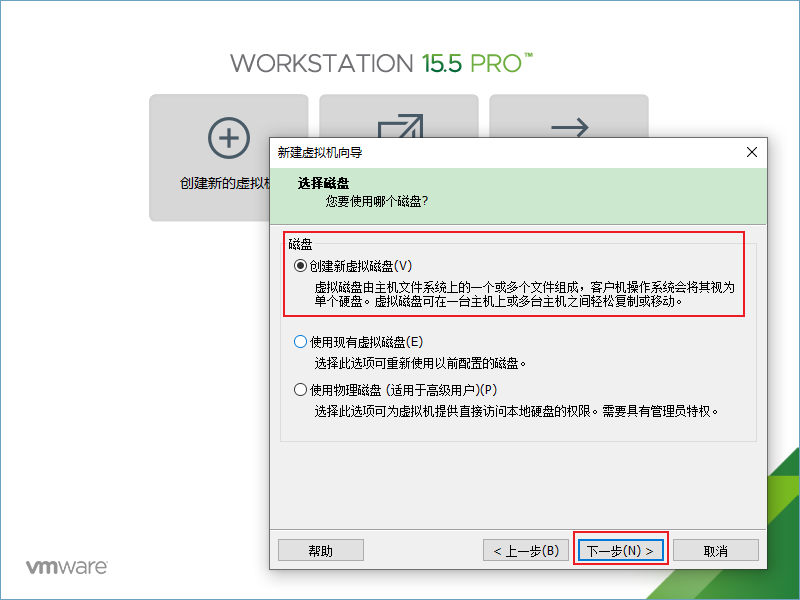 WORKSTATION 15.5 PRO™
创建新的虚拟机
新建虚拟机向导
选择磁盘
您要使用哪个磁盘?
磁盘
创建新虚拟磁盘(V)
虚拟磁盘由主机文件系统上的一个或多个文件组成，客户机操作系统会将其视为
单个硬盘。虚拟磁盘可在一台主机上或多台主机之间轻松复制或移动。
使用现有虚拟磁盘(E)
选择此选项可重新使用以前配置的磁盘。
使用物理磁盘 (适用于高级用户)(P)
选择此选项可为虚拟机提供直接访问本地硬盘的权限。需要具有管理员特权。
帮助
< 上一步(B)
下一步(N) >
取消
vmware